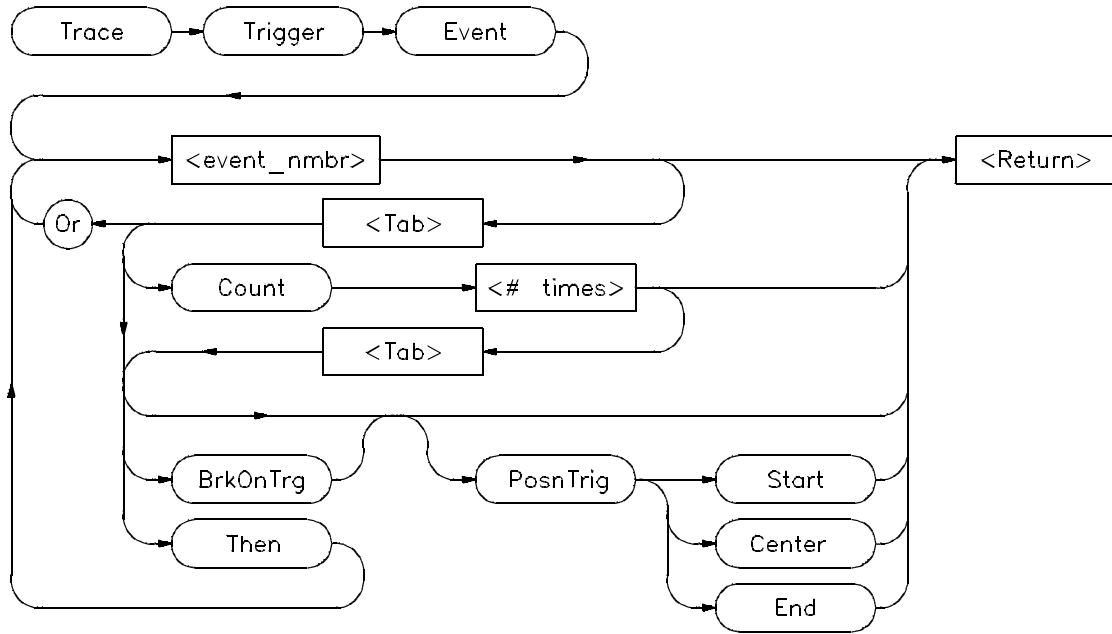 Trace Trigger Event
<event_nmbr> <Return>
Or <Tab>
Count <# times>
<Tab>
BrkOnTrg PosnTrig Start
Then Center
End